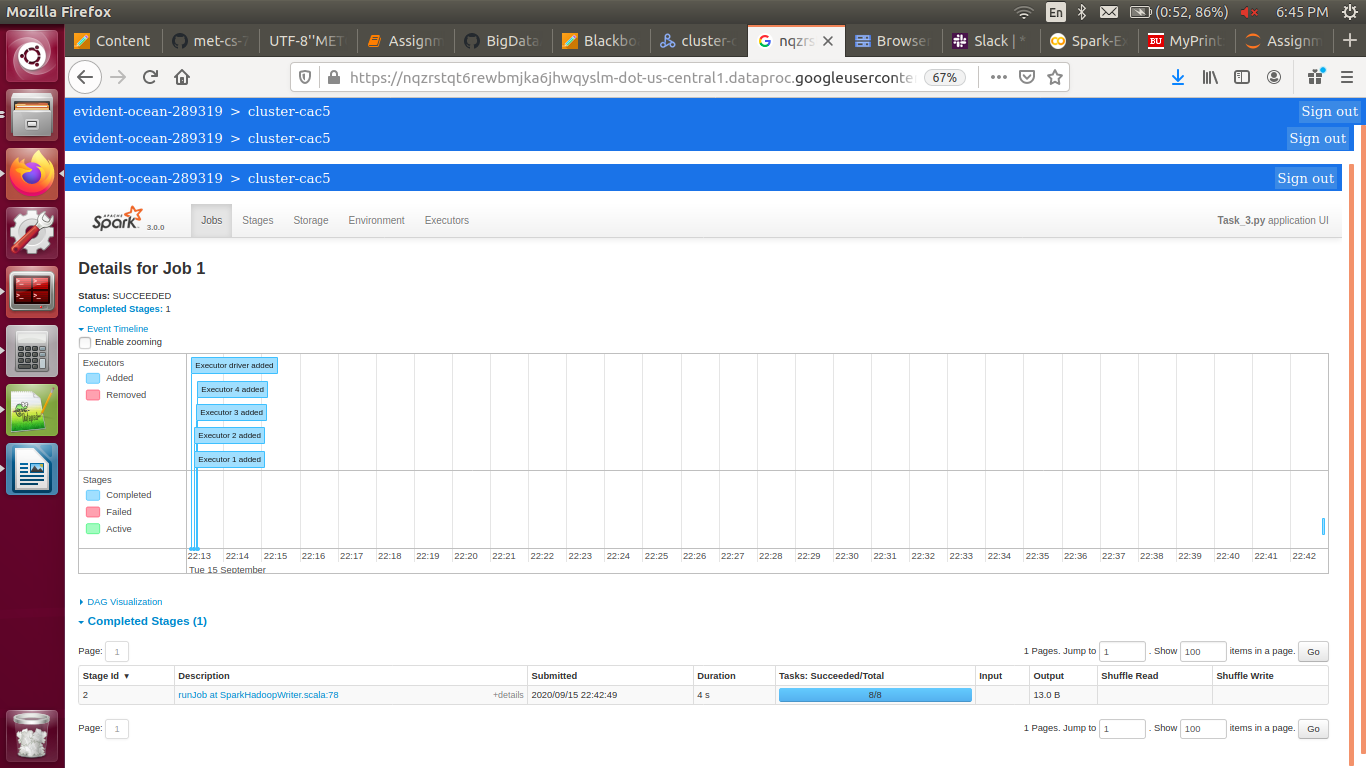 Mozilla Firefox
En
(0:52, 86%)
6:45 PM
Content
met-cs-7
UTF-8''MET
Assignm
BigData
Blackbo
cluster-c
nqzrs
Browser
Slack | *
Spark-Ex
MyPrint
Assignm
https://nqzrstqt6rewbmjka6jhwqyslm-dot-us-central1.dataproc.googleuserconte
67%
evident-ocean-289319 > cluster-cac5
Sign out
evident-ocean-289319 > cluster-cac5
Sign out
evident-ocean-289319 > cluster-cac5
Sign out
APACHE Spark 3.0.0
Jobs
Stages
Storage
Environment
Executors
Task_3.py application UI
Details for Job 1
Status: SUCCEEDED
Completed Stages: 1
Event Timeline
Enable zooming
Executors
Added
Removed
Executor driver added
Executor 4 added
Executor 3 added
Executor 2 added
Executor 1 added
Stages
Completed
Failed
Active
22:13 22:14 22:15 22:16 22:17 22:18 22:19 22:20 22:21 22:22 22:23 22:24 22:25 22:26 22:27 22:28 22:29 22:30 22:31 22:32 22:33 22:34 22:35 22:36 22:37 22:38 22:39 22:40 22:41 22:42
Tue 15 September
DAG Visualization
Completed Stages (1)
Page: 1
1 Pages. Jump to 1 . Show 100 items in a page. Go
Stage Id ▼ Description Submitted Duration Tasks: Succeeded/Total Input Output Shuffle Read Shuffle Write
2 runJob at SparkHadoopWriter.scala:78 +details 2020/09/15 22:42:49 4 s 8/8 13.0 B
Page: 1
1 Pages. Jump to 1 . Show 100 items in a page. Go